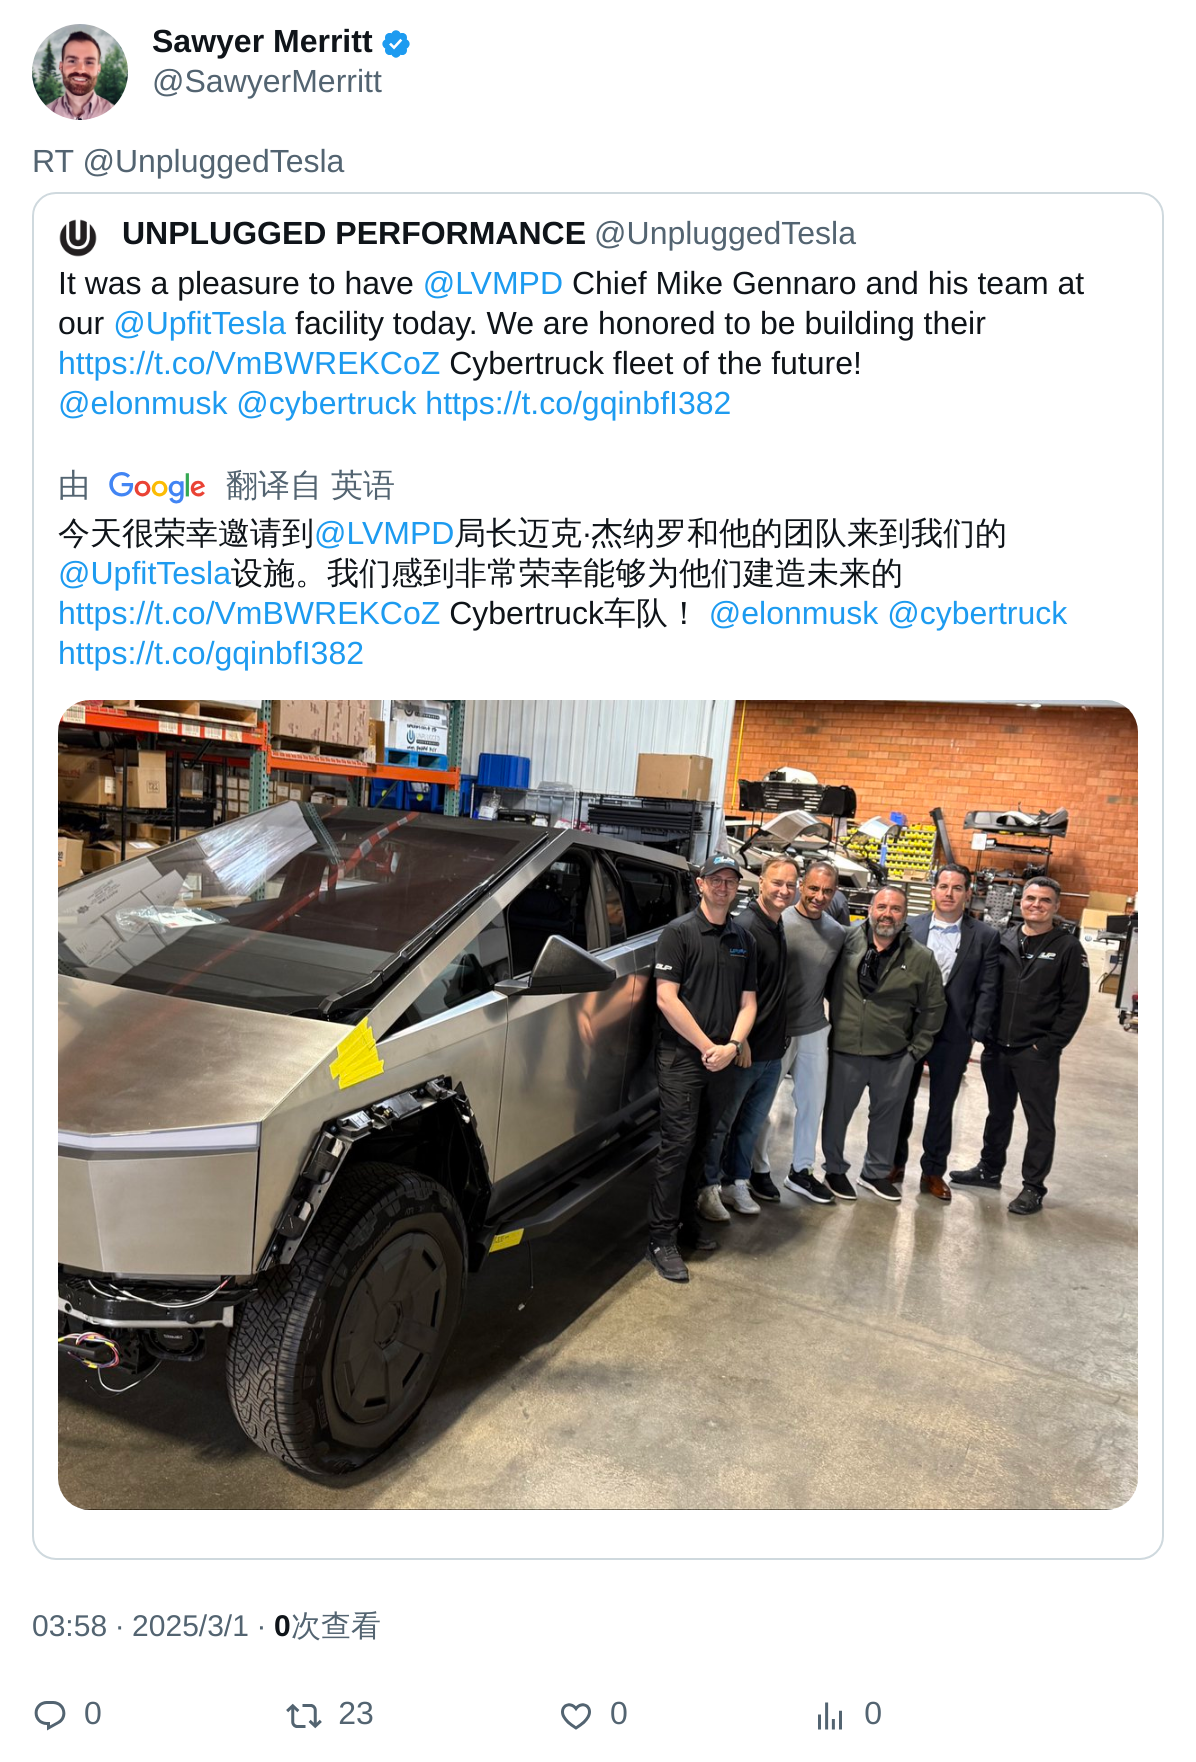 Sawyer Merritt
@SawyerMerritt
RT @UnpluggedTesla
UNPLUGGED PERFORMANCE @UnpluggedTesla
It was a pleasure to have @LVMPD Chief Mike Gennaro and his team at
our @UpfitTesla facility today. We are honored to be building their
https://t.co/VmBWREKCoZ Cybertruck fleet of the future!
@elonmusk @cybertruck https://t.co/gqinbfI382
由 Google 翻译自 英语
今天很荣幸邀请到@LVMPD局长迈克·杰纳罗和他的团队来到我们的
@UpfitTesla设施。我们感到非常荣幸能够为他们建造未来的
https://t.co/VmBWREKCoZ Cybertruck车队！ @elonmusk @cybertruck
https://t.co/gqinbfI382
03:58 · 2025/3/1 · 0次查看
0 23 0 0